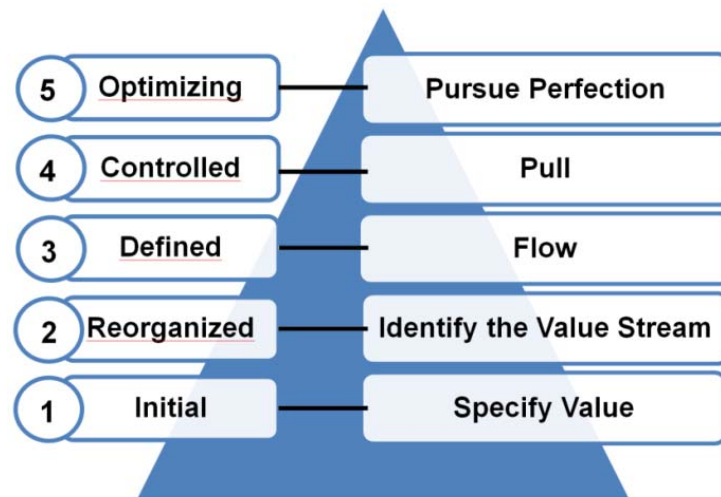 5 Optimizing Pursue Perfection
4 Controlled Pull
3 Defined Flow
2 Reorganized Identify the Value Stream
1 Initial Specify Value